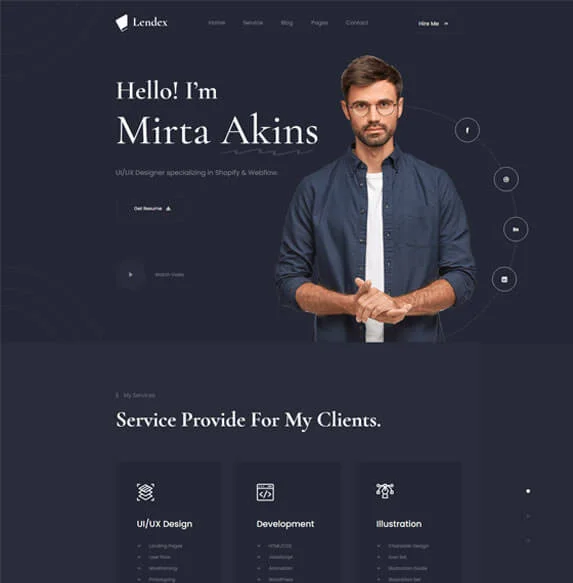 Lendex
Home Service Blog Pages Contact
Hire Me
Hello! I'm
Mirta Akins
UI/UX Designer specializing in Shopify & Webflow.
Get Resume
Watch Video
My Services
Service Provide For My Clients.
UI/UX Design
Landing Pages
User Flow
Wireframing
Prototyping
Development
HTML/CSS
JavaScript
Animation
WordPress
Illustration
Character Design
Icon Set
Illustration Guide
Illustration Set